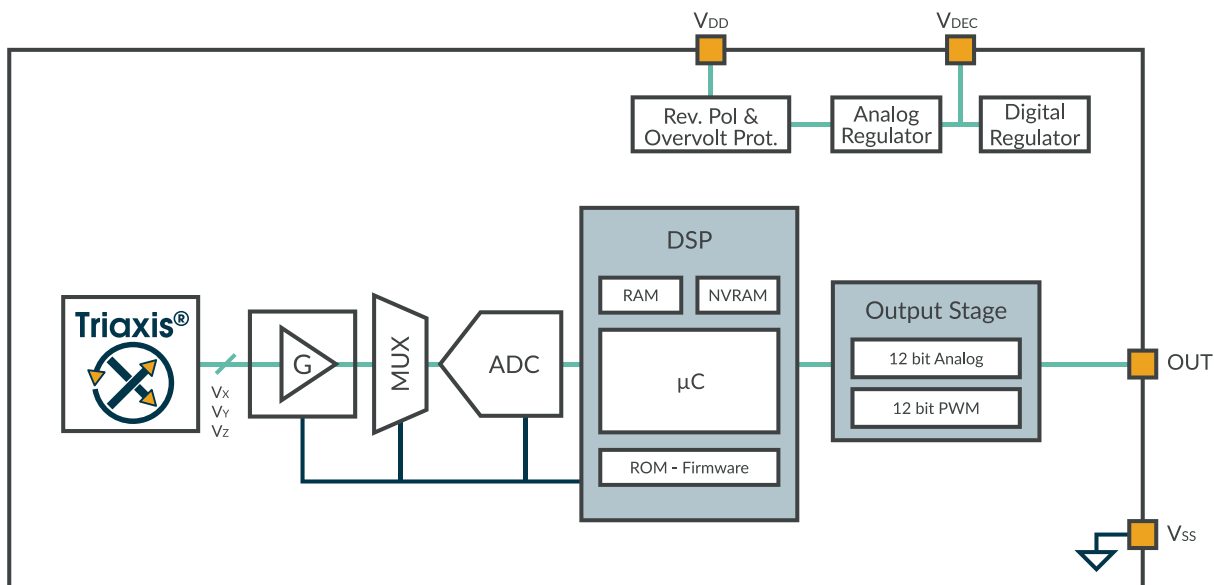 VDD
VDEC
Rev. Pol &
Overvolt Prot.
Analog
Regulator
Digital
Regulator
DSP
RAM
NVRAM
Triaxis®
Output Stage
G
MUX
ADC
µC
12 bit Analog
OUT
12 bit PWM
VX
VY
VZ
ROM - Firmware
VSS